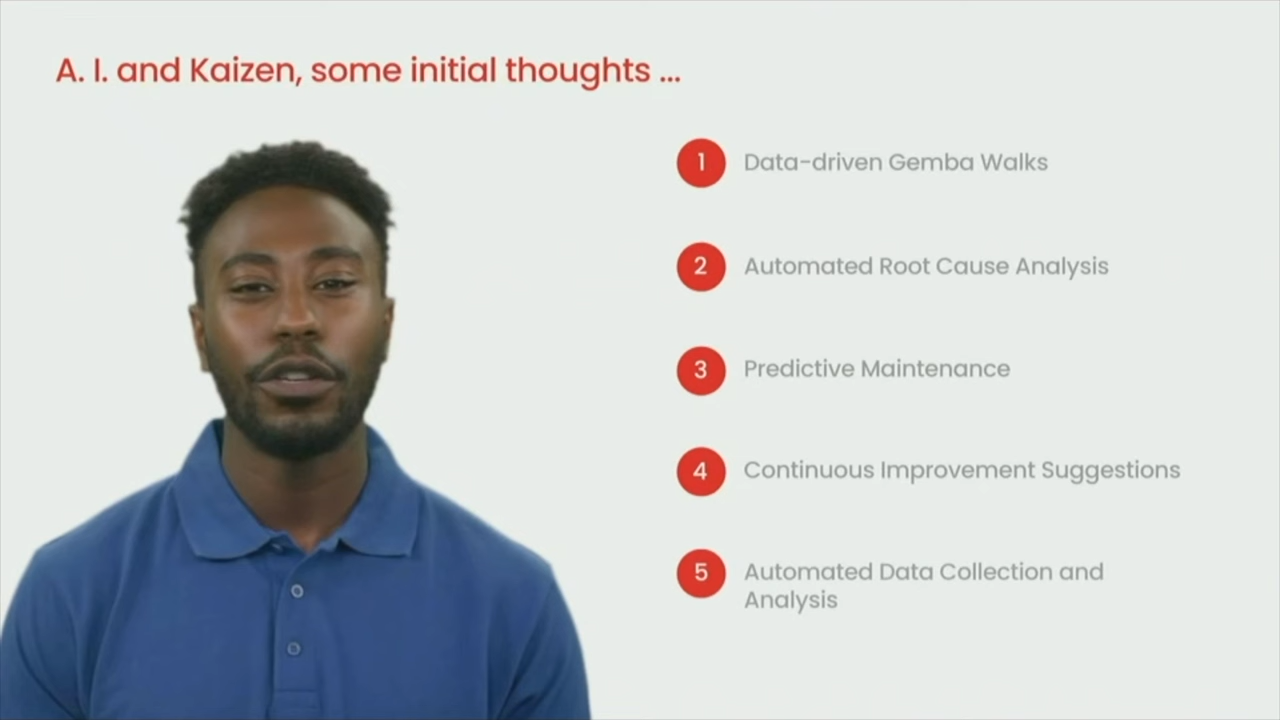 A. I. and Kaizen, some initial thoughts ...
1 Data-driven Gemba Walks
2 Automated Root Cause Analysis
3 Predictive Maintenance
4 Continuous Improvement Suggestions
5 Automated Data Collection and
Analysis